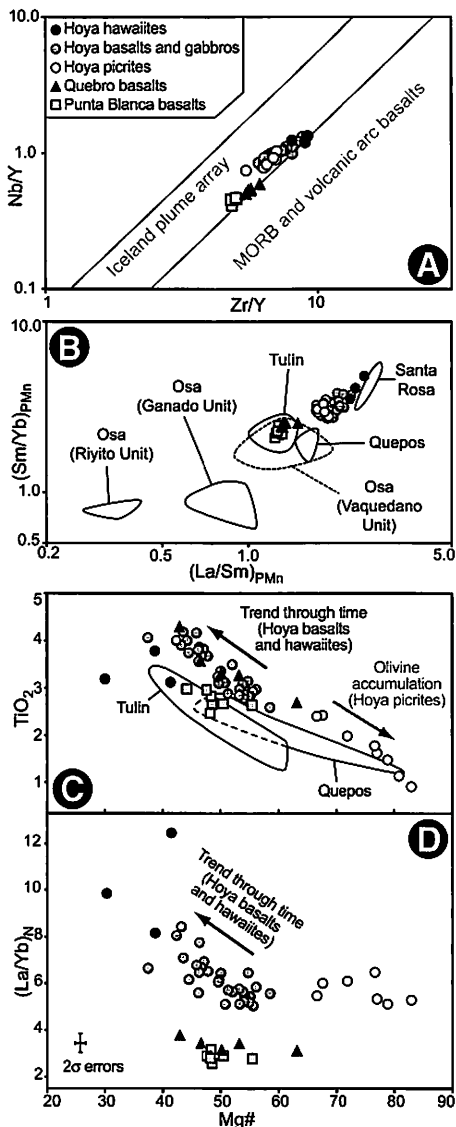 10.0
Hoya hawaiites
Hoya basalts and gabbros
Hoya picrites
Quebro basalts
Punta Blanca basalts
Nb/Y
1.0
Iceland plume array
MORB and volcanic arc basalts
A
0.1
1
Zr/Y
10
10.0
B
(Sm/Yb)PMn
Tulin
Santa
Rosa
Osa
(Ganado Unit)
Osa
(Riyito Unit)
Quepos
Osa
(Vaquedano
Unit)
1.0
0.5
0.2
0.5
1.0
5.0
(La/Sm)PMn
5
Trend through time
(Hoya basalts
and hawaiites)
4
Olivine
accumulation
(Hoya picrites)
TiO2
3
Tulin
2
Quepos
1
C
12
D
Trend through time
(Hoya basalts
and hawaiites)
10
(La/Yb)N
8
6
4
2σ errors
2
20
30
40
50
60
70
80
90
Mg#